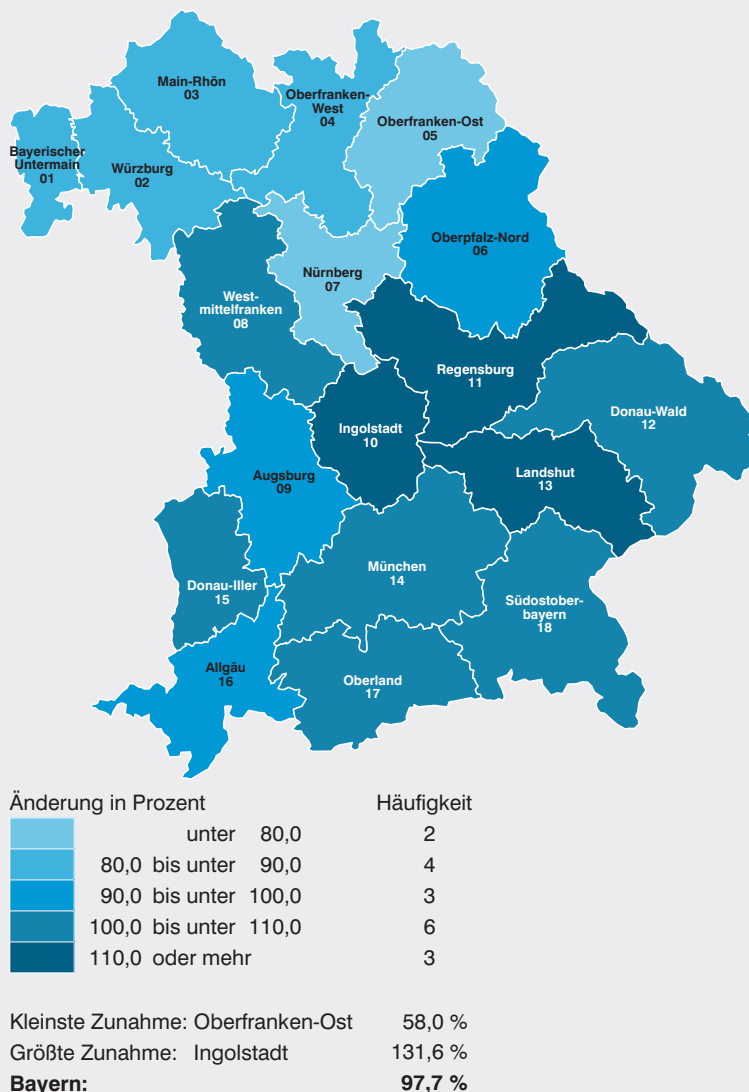 Main-Rhön
03
Oberfranken-
West
04
Oberfranken-Ost
05
Bayerischer
Untermain
01
Würzburg
02
Oberpfalz-Nord
06
Nürnberg
07
West-
mittelfranken
08
Regensburg
11
Donau-Wald
12
Ingolstadt
10
Landshut
13
Augsburg
09
München
14
Donau-Iller
15
Südostober-
bayern
18
Allgäu
16
Oberland
17
Änderung in Prozent Häufigkeit
unter 80,0 2
80,0 bis unter 90,0 4
90,0 bis unter 100,0 3
100,0 bis unter 110,0 6
110,0 oder mehr 3
Kleinste Zunahme: Oberfranken-Ost 58,0 %
Größte Zunahme: Ingolstadt 131,6 %
Bayern: 97,7 %